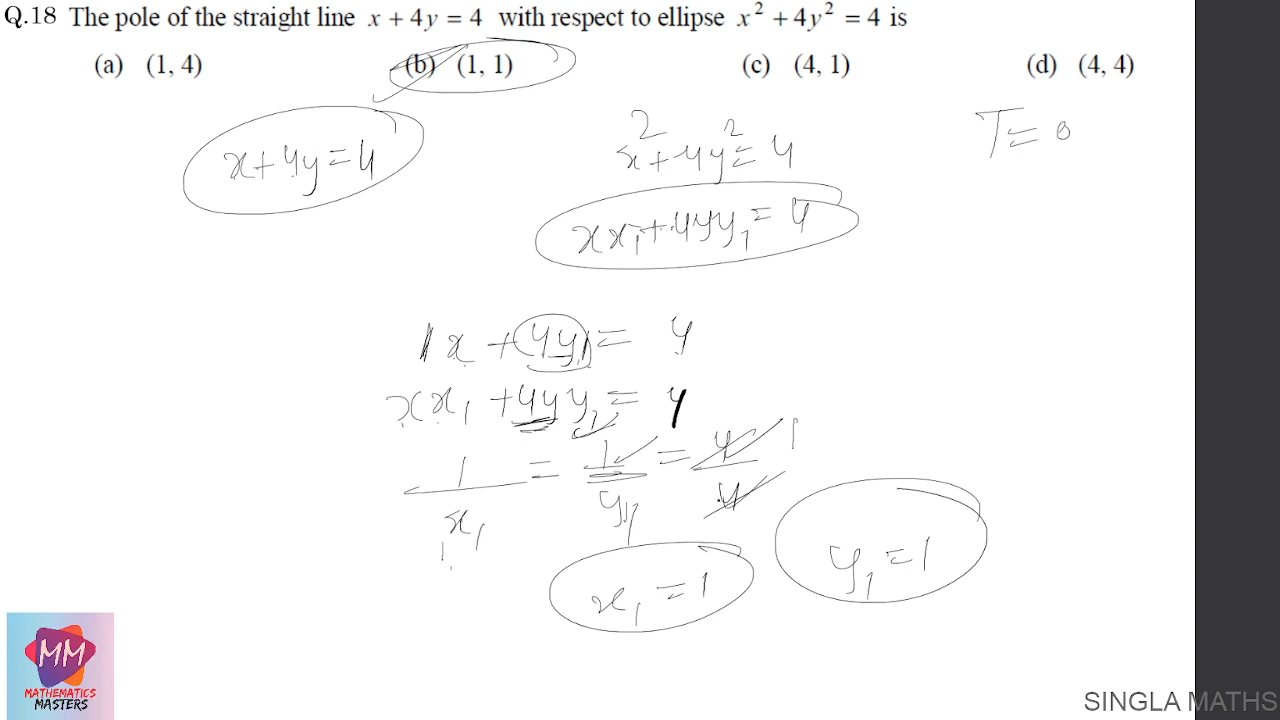 Q.18 The pole of the straight line x + 4y = 4 with respect to ellipse x² + 4y² = 4 is
(a) (1, 4) (b) (1, 1) (c) (4, 1) (d) (4, 4)
x + 4y = 4
x² + 4y² = 4
T = 0
xx₁ + 4yy₁ = 4
1x + 4y1 = 4
xx₁ + 4yy₁ = 4
1/x₁ = 1/y₁ = 4/4 1
x₁ = 1
y₁ = 1
MM
MATHEMATICS
MASTERS
SINGLA MATHS